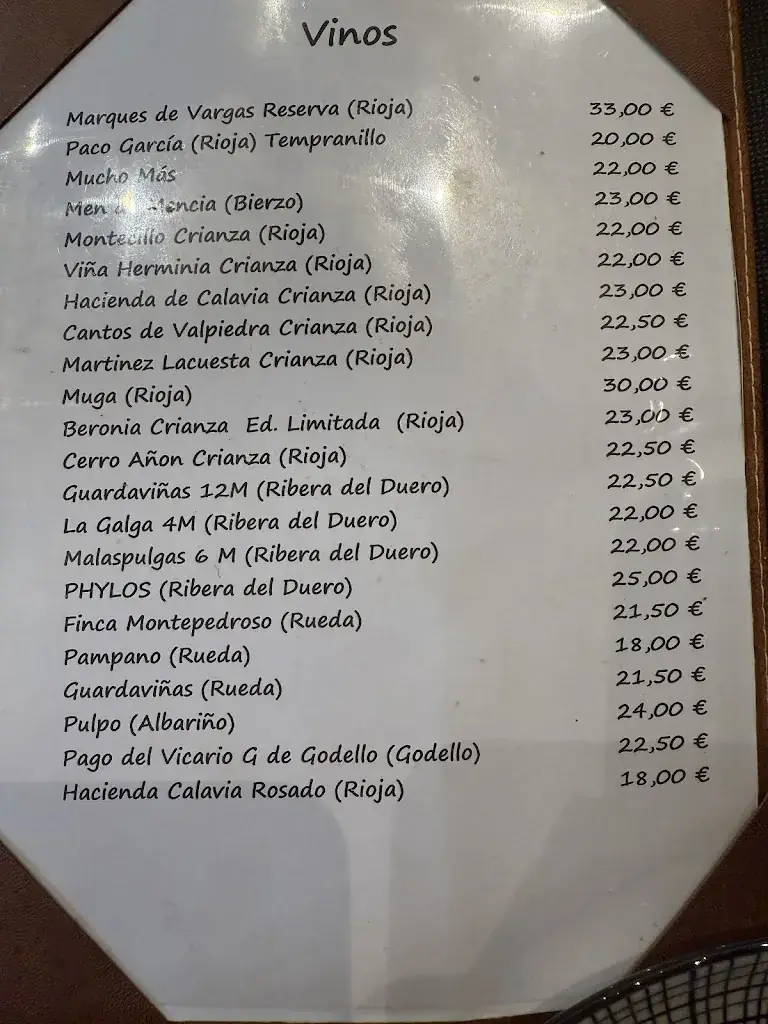 Vinos
Marques de Vargas Reserva (Rioja) 33,00 €
Paco García (Rioja) Tempranillo 20,00 €
Mucho Más 22,00 €
(Bierzo) 23,00 €
Montecillo Crianza (Rioja) 22,00 €
Viña Herminia Crianza (Rioja) 22,00 €
Hacienda de Calavia Crianza (Rioja) 23,00 €
Cantos de Valpiedra Crianza (Rioja) 22,50 €
Martinez Lacuesta Crianza (Rioja) 23,00 €
Muga (Rioja) 30,00 €
Beronia Crianza Ed. Limitada (Rioja) 23,00 €
Cerro Añon Crianza (Rioja) 22,50 €
Guardaviñas 12M (Ribera del Duero) 22,50 €
La Galga 4M (Ribera del Duero) 22,00 €
Malaspulgas 6 M (Ribera del Duero) 22,00 €
PHYLOS (Ribera del Duero) 25,00 €
Finca Montepedroso (Rueda) 21,50 €
Pampano (Rueda) 18,00 €
Guardaviñas (Rueda) 21,50 €
Pulpo (Albariño) 24,00 €
Pago del Vicario G de Godello (Godello) 22,50 €
Hacienda Calavia Rosado (Rioja) 18,00 €